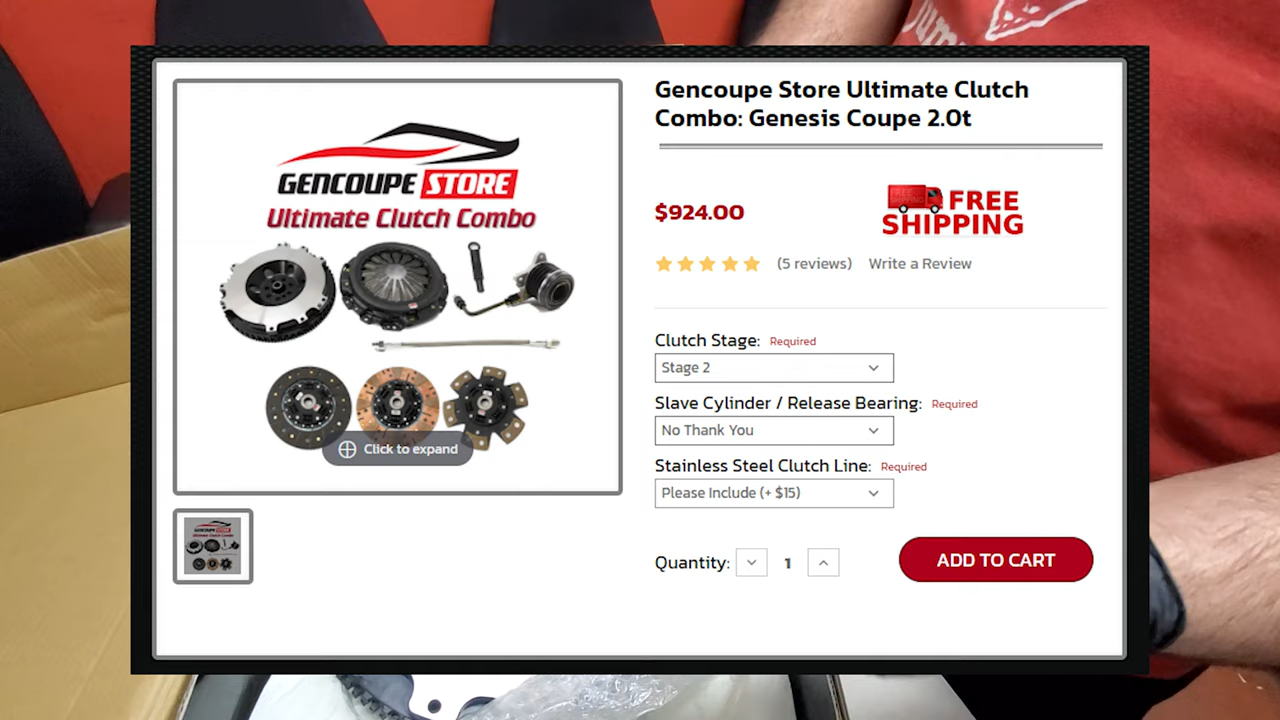 Gencoupe Store Ultimate Clutch
Combo: Genesis Coupe 2.0t
GENCOUPE STORE
Ultimate Clutch Combo
$924.00
FREE
SHIPPING
(5 reviews) Write a Review
Clutch Stage: Required
Stage 2
Slave Cylinder / Release Bearing: Required
No Thank You
Stainless Steel Clutch Line: Required
Please Include (+ $15)
Click to expand
Quantity: 1
ADD TO CART